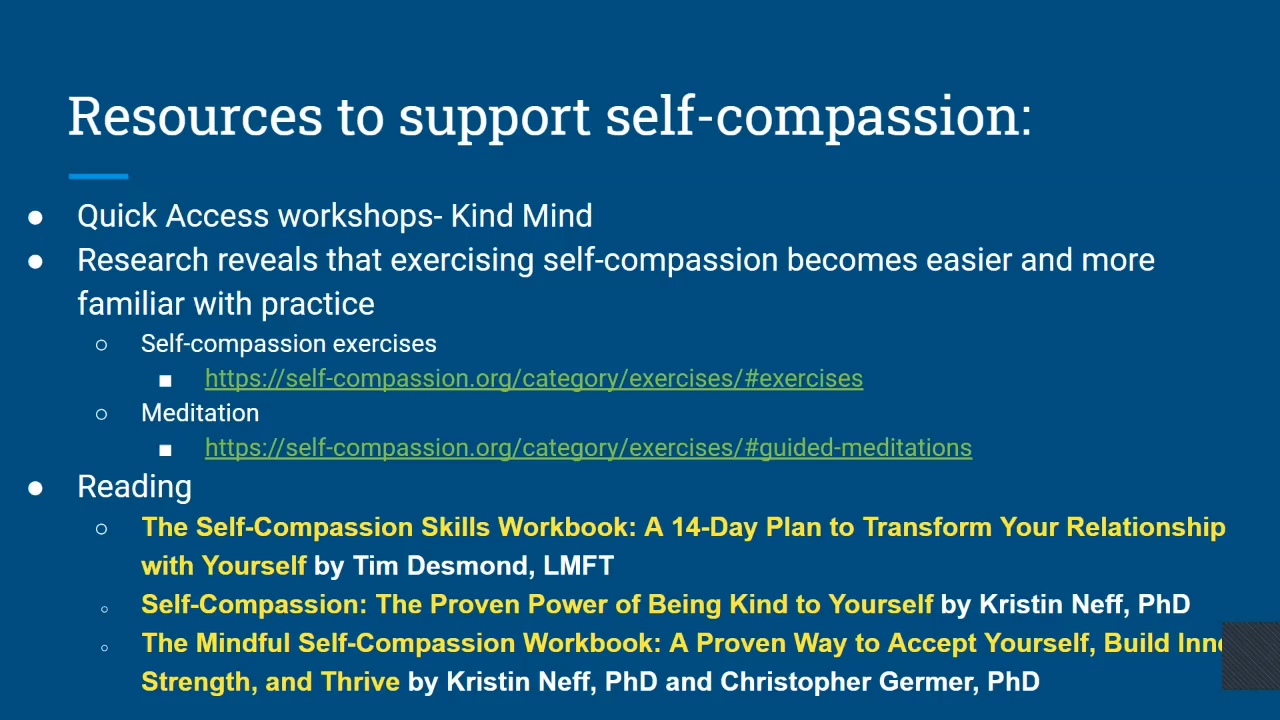 Resources to support self-compassion:
● Quick Access workshops- Kind Mind
● Research reveals that exercising self-compassion becomes easier and more
familiar with practice
○ Self-compassion exercises
■ https://self-compassion.org/category/exercises/#exercises
○ Meditation
■ https://self-compassion.org/category/exercises/#guided-meditations
● Reading
○ The Self-Compassion Skills Workbook: A 14-Day Plan to Transform Your Relationship
with Yourself by Tim Desmond, LMFT
○ Self-Compassion: The Proven Power of Being Kind to Yourself by Kristin Neff, PhD
○ The Mindful Self-Compassion Workbook: A Proven Way to Accept Yourself, Build
Strength, and Thrive by Kristin Neff, PhD and Christopher Germer, PhD